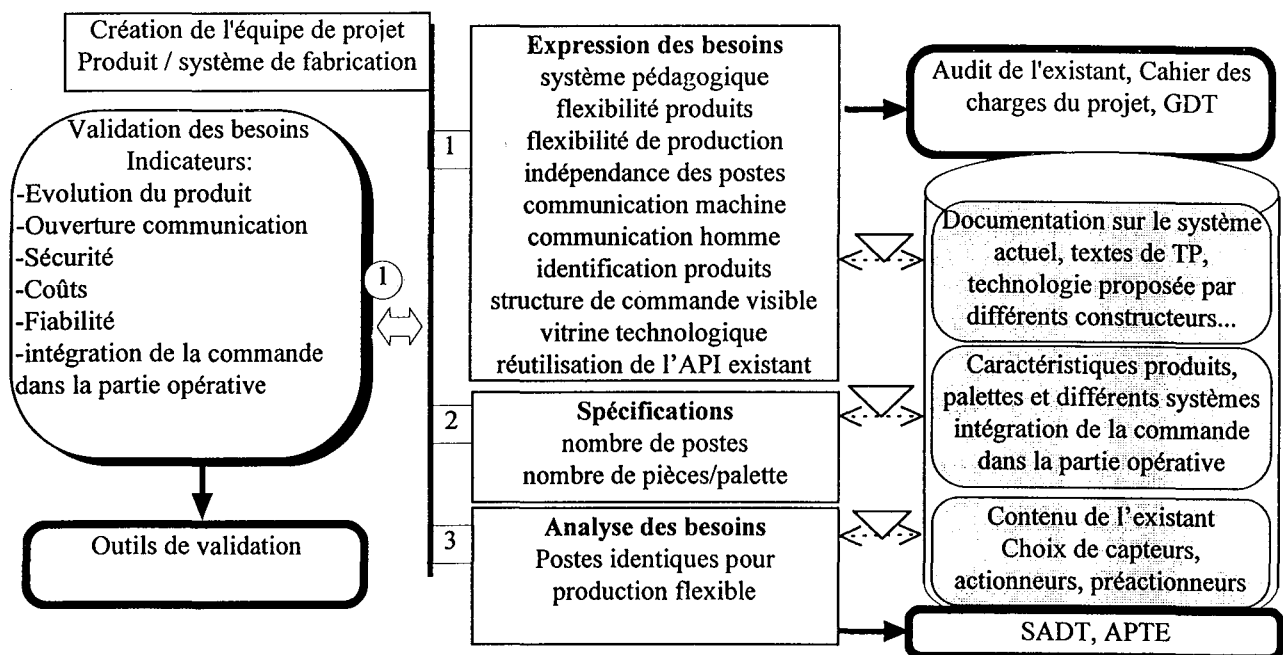 Création de l'équipe de projet
Produit / système de fabrication
Validation des besoins
Indicateurs:
-Evolution du produit
-Ouverture communication
-Sécurité
-Coûts
-Fiabilité
-intégration de la commande
dans la partie opérative
1
Outils de validation
1
Expression des besoins
système pédagogique
flexibilité produits
flexibilité de production
indépendance des postes
communication machine
communication homme
identification produits
structure de commande visible
vitrine technologique
réutilisation de l'API existant
2
Spécifications
nombre de postes
nombre de pièces/palette
3
Analyse des besoins
Postes identiques pour
production flexible
Audit de l'existant, Cahier des
charges du projet, GDT
Documentation sur le système
actuel, textes de TP,
technologie proposée par
différents constructeurs...
Caractéristiques produits,
palettes et différents systèmes
intégration de la commande
dans la partie opérative
Contenu de l'existant
Choix de capteurs,
actionneurs, préactionneurs
SADT, APTE